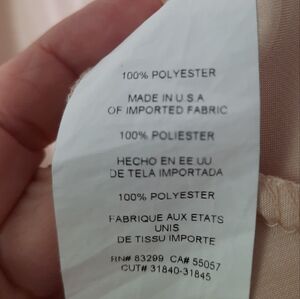 100% POLYESTER
MADE IN U.S.A
OF IMPORTED FABRIC
100% POLIESTER
HECHO EN EE UU
DE TELA IMPORTADA
100% POLYESTER
FABRIQUE AUX ETATS
UNIS
DE TISSU IMPORTE
RN# 83299 CA# 55057
CUT# 31840-31845